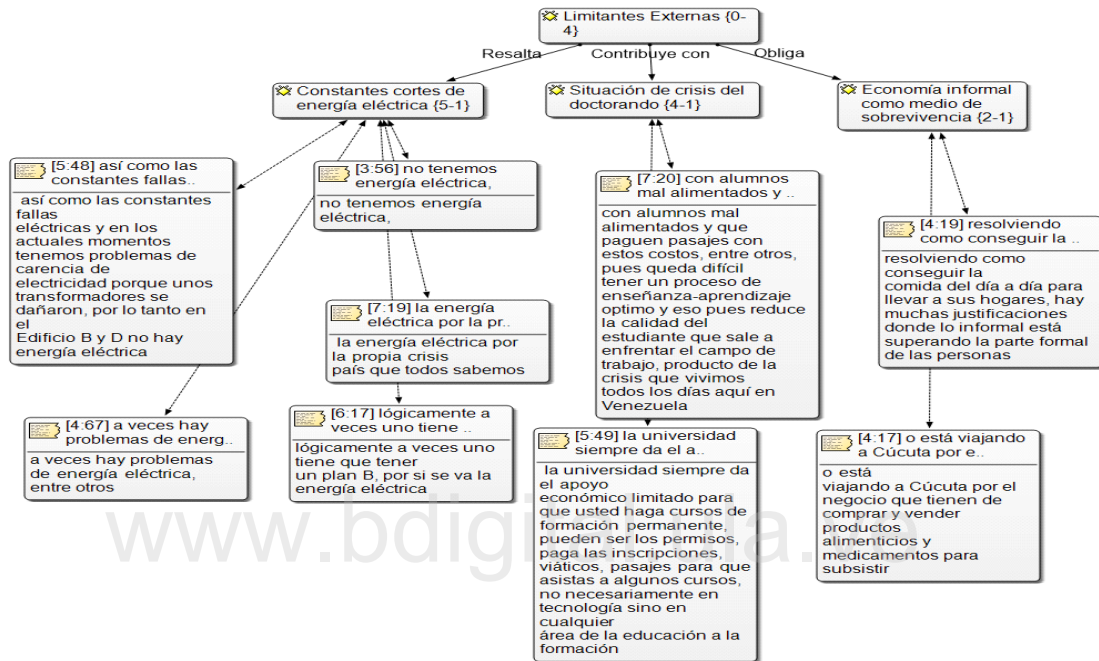 Limitantes Externas {0-
4}
Resalta
Contribuye con
Obliga
Constantes cortes de
energía eléctrica {5-1}
Situación de crisis del
doctorando {4-1}
Economía informal
como medio de
sobrevivencia {2-1}
[5:48] así como las
constantes fallas..
así como las constantes
fallas
eléctricas y en los
actuales momentos
tenemos problemas de
carencia de
electricidad porque unos
transformadores se
dañaron, por lo tanto en
el
Edificio B y D no hay
energía eléctrica
[3:56] no tenemos
energía eléctrica,
no tenemos energía
eléctrica,
[7:20] con alumnos
mal alimentados y ..
con alumnos mal
alimentados y que
paguen pasajes con
estos costos, entre otros,
pues queda difícil
tener un proceso de
enseñanza-aprendizaje
optimo y eso pues reduce
la calidad del
estudiante que sale a
enfrentar el campo de
trabajo, producto de la
crisis que vivimos
todos los días aquí en
Venezuela
[4:19] resolviendo
como conseguir la ..
resolviendo como
conseguir la
comida del día a día para
llevar a sus hogares, hay
muchas justificaciones
donde lo informal está
superando la parte formal
de las personas
[7:19] la energía
eléctrica por la pr..
la energía eléctrica por
la propia crisis
país que todos sabemos
[4:67] a veces hay
problemas de energ..
a veces hay problemas
de energía eléctrica,
entre otros
[6:17] lógicamente a
veces uno tiene ..
lógicamente a veces uno
tiene que tener
un plan B, por si se va la
energía eléctrica
[5:49] la universidad
siempre da el a..
la universidad siempre da
el apoyo
económico limitado para
que usted haga cursos de
formación permanente,
pueden ser los permisos,
paga las inscripciones,
viáticos, pasajes para que
asistas a algunos cursos,
no necesariamente en
tecnología sino en
cualquier
área de la educación a la
formación
[4:17] o está viajando
a Cúcuta por e..
o está
viajando a Cúcuta por el
negocio que tienen de
comprar y vender
productos
alimenticios y
medicamentos para
subsistir
www.bdigital.ula.ve